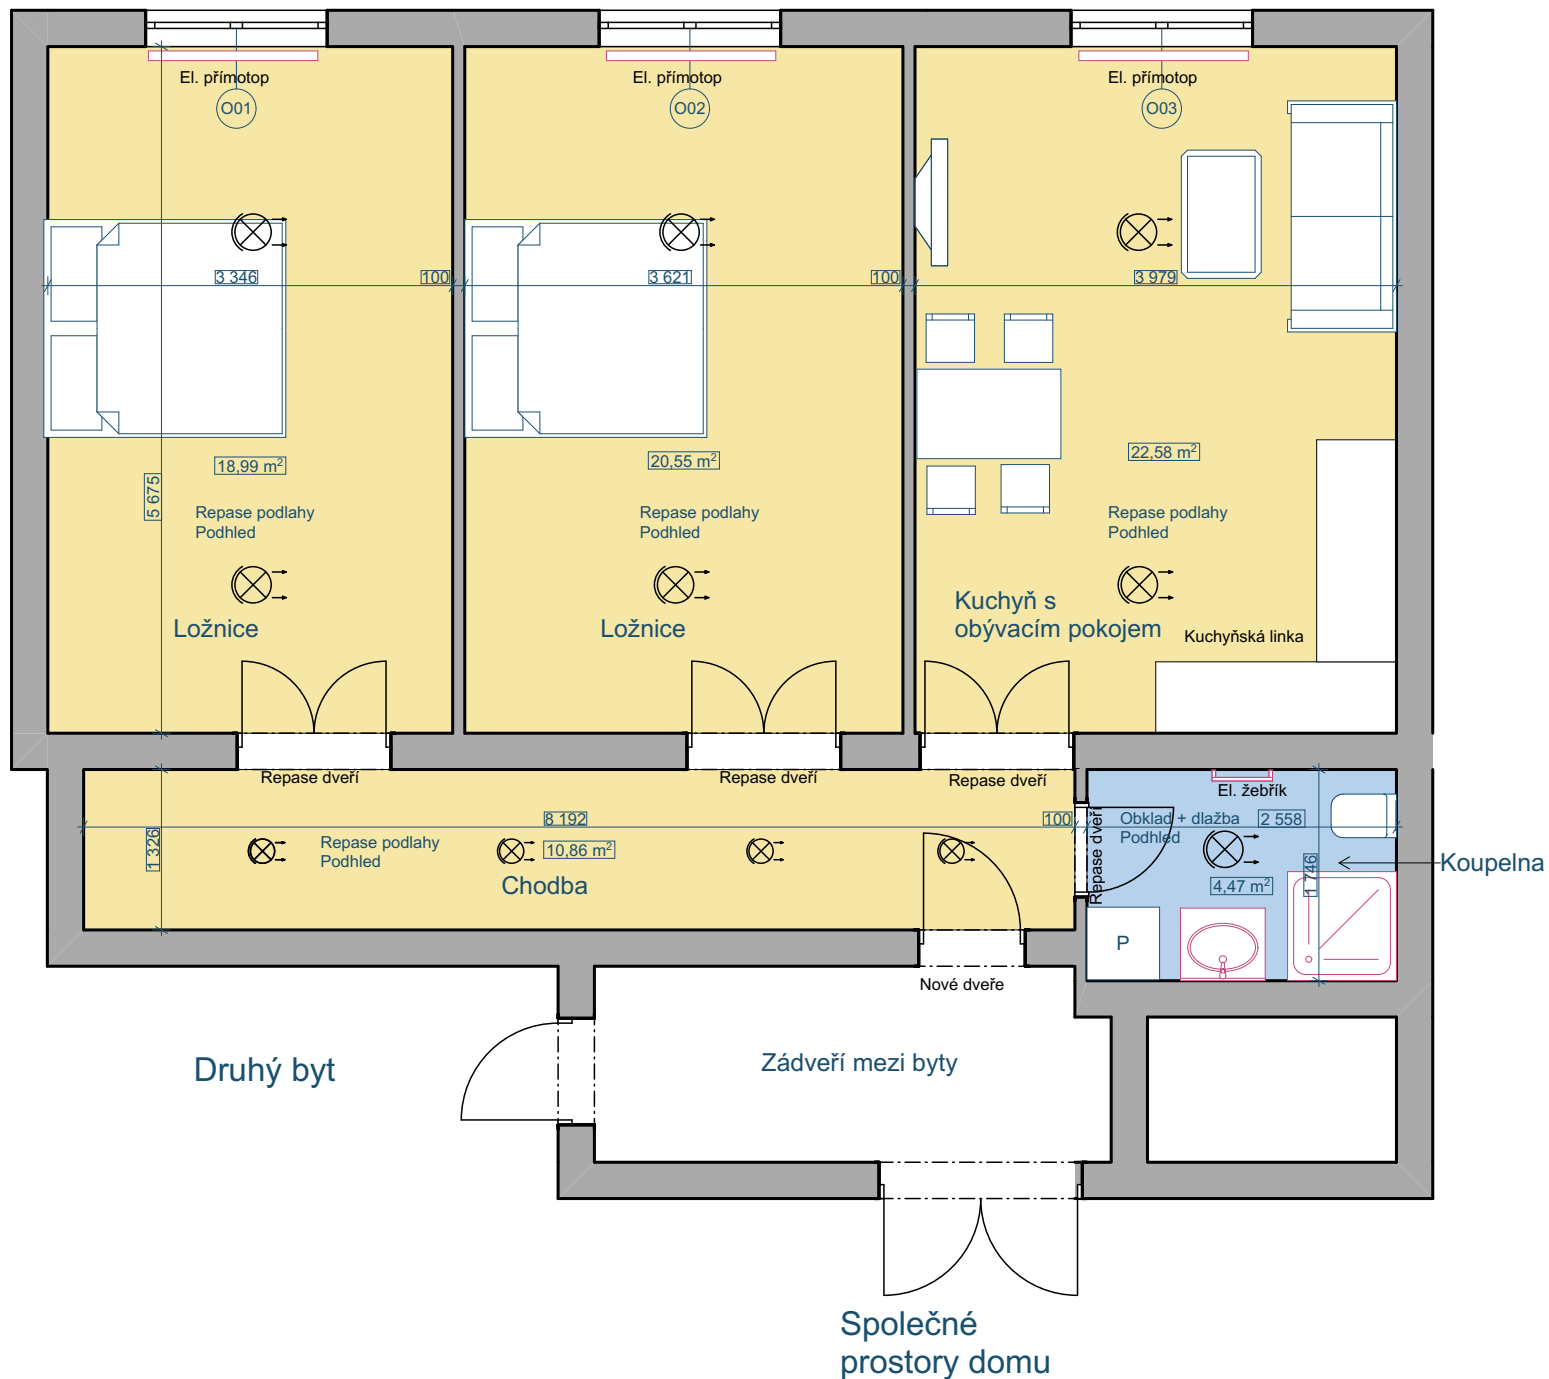 El. přímotop
El. přímotop
El. přímotop
O01
O02
O03
3 346
100
3 621
100
3 979
18,99 m²
20,55 m²
22,58 m²
5 675
Repase podlahy
Podhled
Repase podlahy
Podhled
Repase podlahy
Podhled
Ložnice
Ložnice
Kuchyň s
obývacím pokojem
Kuchyňská linka
Repase dveří
Repase dveří
Repase dveří
El. žebřík
8 192
100
Obklad + dlažba
Podhled
2 558
1 326
Repase podlahy
Podhled
10,86 m²
Chodba
Repase dveří
4,47 m²
1 746
Koupelna
P
Nové dveře
Druhý byt
Zádveří mezi byty
Společné
prostory domu